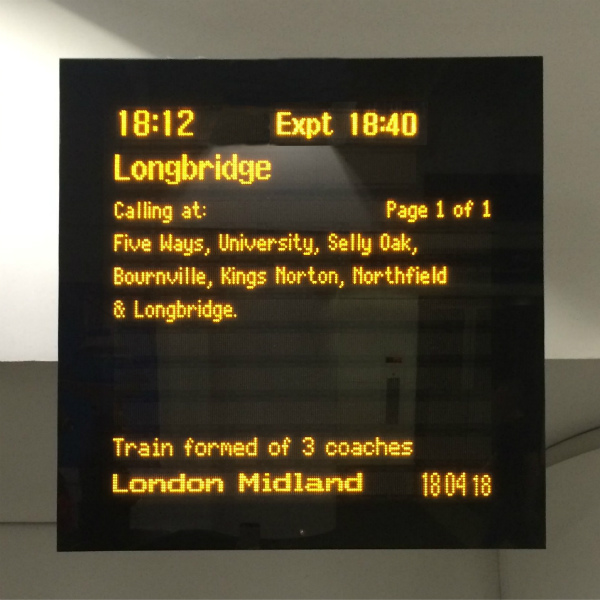 18:12 Expt 18:40
Longbridge
Calling at: Page 1 of 1
Five Ways, University, Selly Oak,
Bournville, Kings Norton, Northfield
& Longbridge.
Train formed of 3 coaches
London Midland 18 04 18